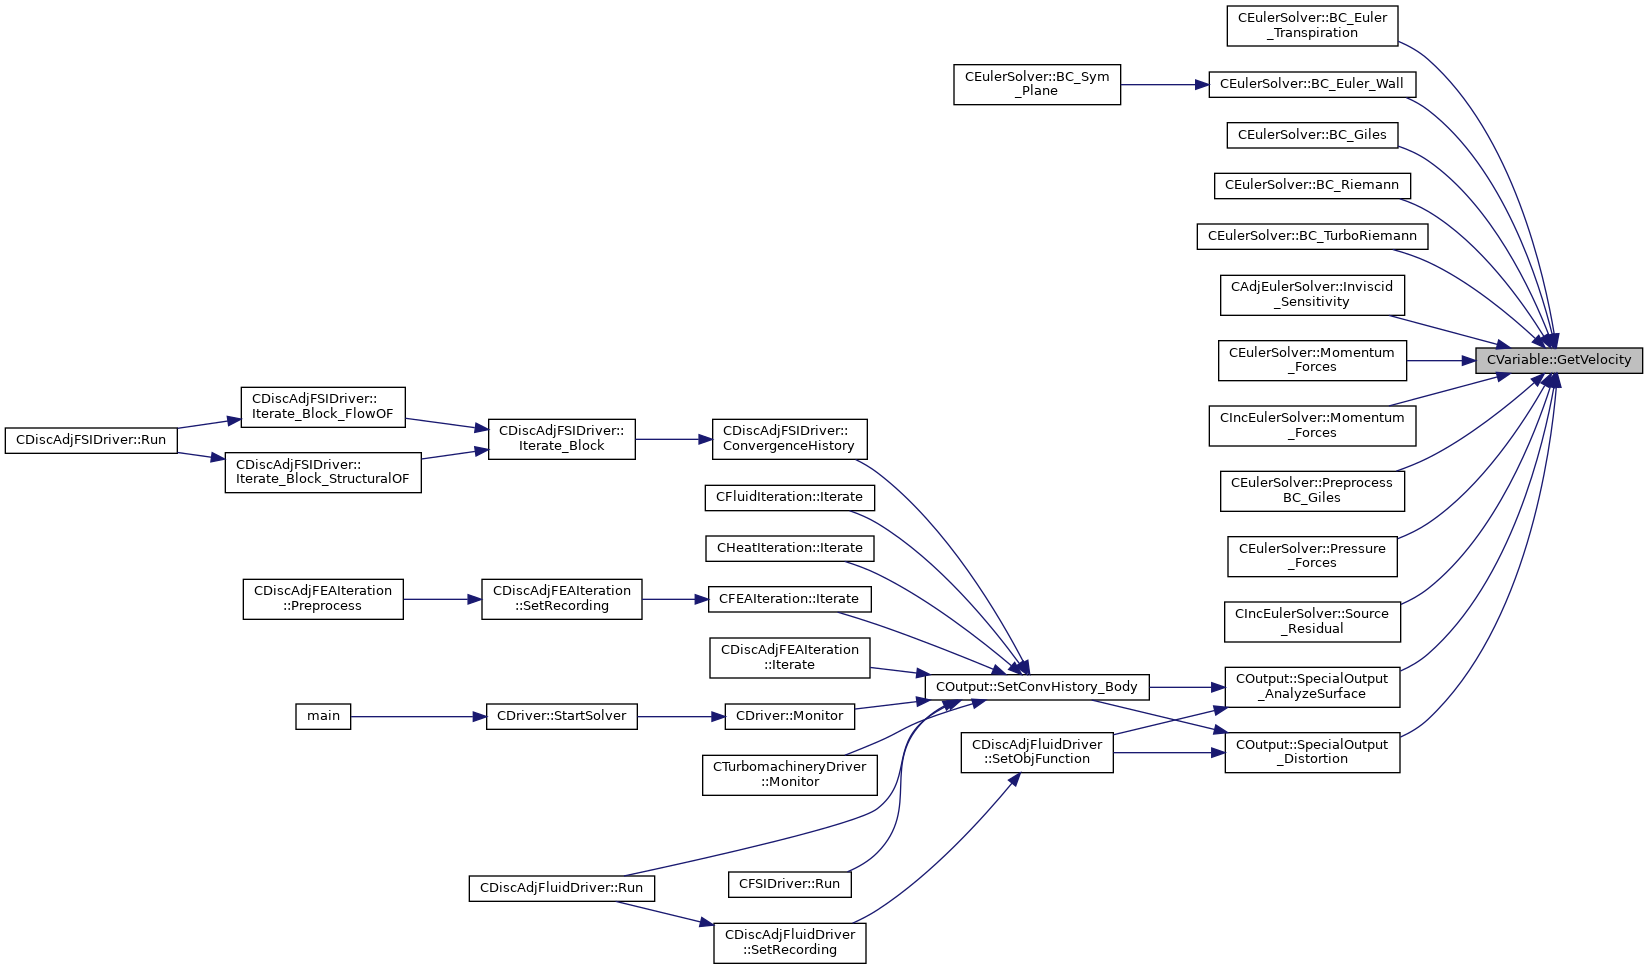 CEulerSolver::BC_Euler
_Transpiration
CEulerSolver::BC_Sym
_Plane
CEulerSolver::BC_Euler_Wall
CEulerSolver::BC_Giles
CEulerSolver::BC_Riemann
CEulerSolver::BC_TurboRiemann
CAdjEulerSolver::Inviscid
_Sensitivity
CEulerSolver::Momentum
_Forces
CVariable::GetVelocity
CIncEulerSolver::Momentum
_Forces
CEulerSolver::Preprocess
BC_Giles
CEulerSolver::Pressure
_Forces
CIncEulerSolver::Source
_Residual
COutput::SpecialOutput
_AnalyzeSurface
COutput::SpecialOutput
_Distortion
CDiscAdjFSIDriver::Run
CDiscAdjFSIDriver::
Iterate_Block_FlowOF
CDiscAdjFSIDriver::
Iterate_Block_StructuralOF
CDiscAdjFSIDriver::
Iterate_Block
CDiscAdjFSIDriver::
ConvergenceHistory
CFluidIteration::Iterate
CHeatIteration::Iterate
CDiscAdjFEAIteration
::Preprocess
CDiscAdjFEAIteration
::SetRecording
CFEAIteration::Iterate
CDiscAdjFEAIteration
::Iterate
COutput::SetConvHistory_Body
main
CDriver::StartSolver
CDriver::Monitor
CTurbomachineryDriver
::Monitor
CDiscAdjFluidDriver
::SetObjFunction
CDiscAdjFluidDriver::Run
CFSIDriver::Run
CDiscAdjFluidDriver
::SetRecording